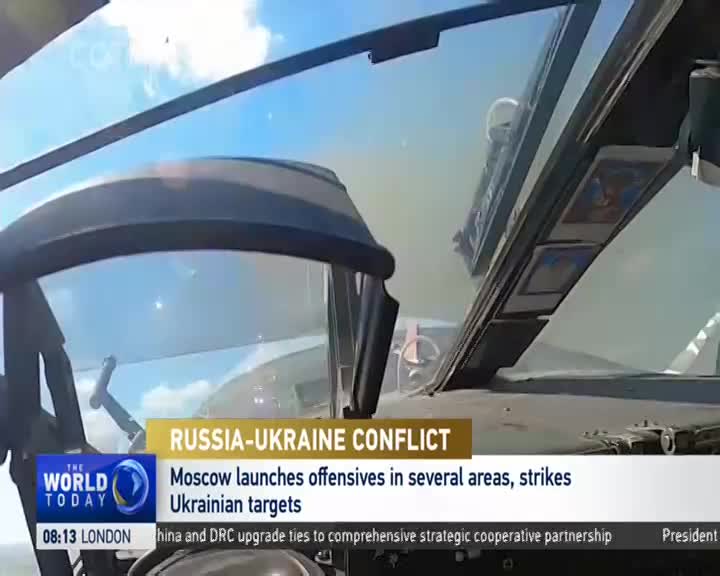 RUSSIA-UKRAINE CONFLICT
Moscow launches offensives in several areas, strikes
Ukrainian targets
THE
WORLD
TODAY
08:13 LONDON
hina and DRC upgrade ties to comprehensive strategic cooperative partnership President